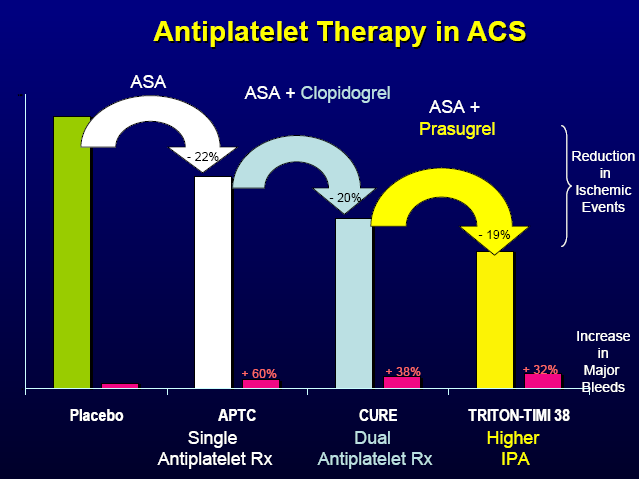 Antiplatelet Therapy in ACS
ASA
ASA + Clopidogrel
ASA +
Prasugrel
- 22%
- 20%
- 19%
Reduction
in
Ischemic
Events
+ 60%
+ 38%
+ 32%
Increase
in
Major
Bleeds
Placebo
APTC
CURE
TRITON-TIMI 38
Single
Antiplatelet Rx
Dual
Antiplatelet Rx
Higher
IPA